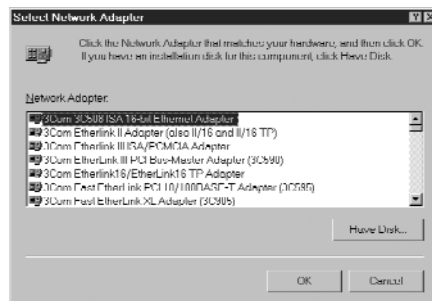 Select Network Adapter
Click the Network Adapter that matches your hardware, and then click OK.
If you have an installation disk for this component, click Have Disk.
Network Adapter:
3Com 3C508 ISA 16-bit Ethernet Adapter
3Com Etherlink II Adapter (also II/16 and II/16 TP)
3Com Etherlink III ISA/PCMCIA Adapter
3Com EtherLink III PCI Bus-Master Adapter (3C590)
3Com Etherlink16/EtherLink16 TP Adapter
3Com Fast EtherLink PCI 10/100BASE-T Adapter (3C595)
3Com Fast EtherLink XL Adapter (3C905)
Have Disk...
OK
Cancel